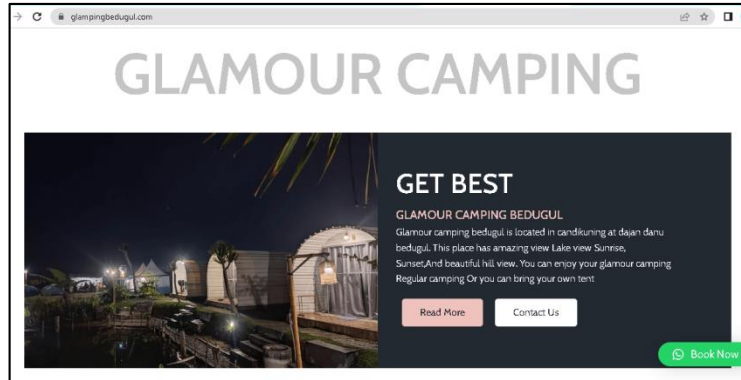 glampingbedugul.com
GLAMOUR CAMPING
GET BEST
GLAMOUR CAMPING BEDUGUL
Glamour camping bedugul is located in candikuning at dajan danu
bedugul. This place has amazing view Lake view Sunrise,
Sunset,And beautiful hill view. You can enjoy your glamour camping
Regular camping Or you can bring your own tent
Read More
Contact Us
Book Now